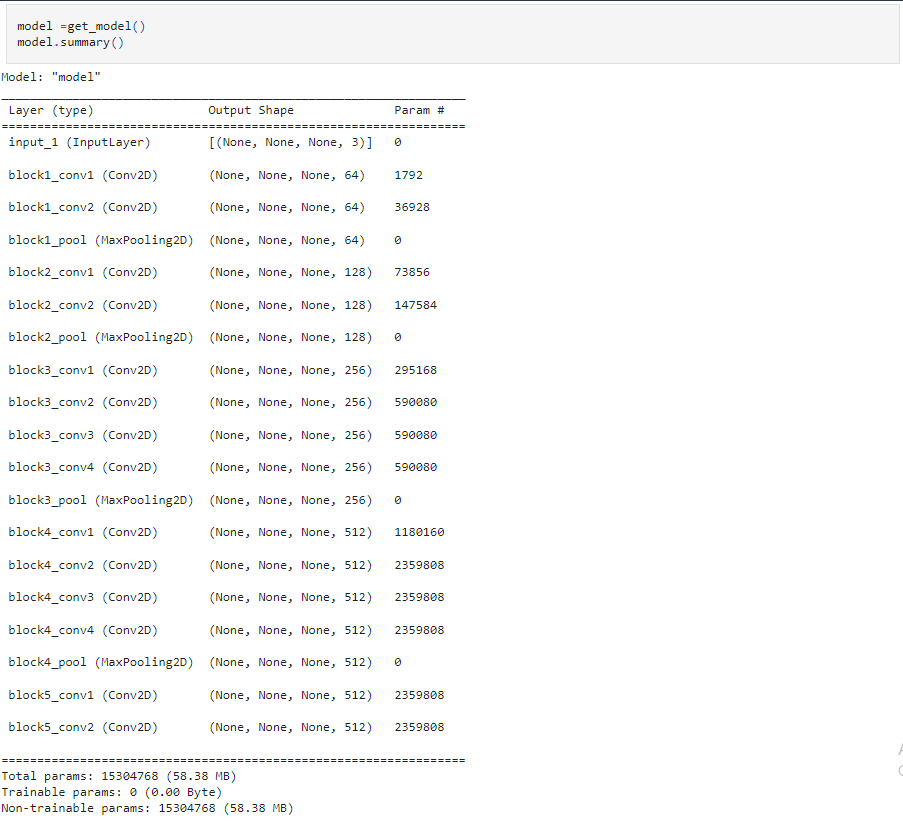 model =get_model()
model.summary()
Model: "model"
_________________________________________________________________
Layer (type) Output Shape Param #
=================================================================
input_1 (InputLayer) [(None, None, None, 3)] 0
block1_conv1 (Conv2D) (None, None, None, 64) 1792
block1_conv2 (Conv2D) (None, None, None, 64) 36928
block1_pool (MaxPooling2D) (None, None, None, 64) 0
block2_conv1 (Conv2D) (None, None, None, 128) 73856
block2_conv2 (Conv2D) (None, None, None, 128) 147584
block2_pool (MaxPooling2D) (None, None, None, 128) 0
block3_conv1 (Conv2D) (None, None, None, 256) 295168
block3_conv2 (Conv2D) (None, None, None, 256) 590080
block3_conv3 (Conv2D) (None, None, None, 256) 590080
block3_conv4 (Conv2D) (None, None, None, 256) 590080
block3_pool (MaxPooling2D) (None, None, None, 256) 0
block4_conv1 (Conv2D) (None, None, None, 512) 1180160
block4_conv2 (Conv2D) (None, None, None, 512) 2359808
block4_conv3 (Conv2D) (None, None, None, 512) 2359808
block4_conv4 (Conv2D) (None, None, None, 512) 2359808
block4_pool (MaxPooling2D) (None, None, None, 512) 0
block5_conv1 (Conv2D) (None, None, None, 512) 2359808
block5_conv2 (Conv2D) (None, None, None, 512) 2359808
=================================================================
Total params: 15304768 (58.38 MB)
Trainable params: 0 (0.00 Byte)
Non-trainable params: 15304768 (58.38 MB)